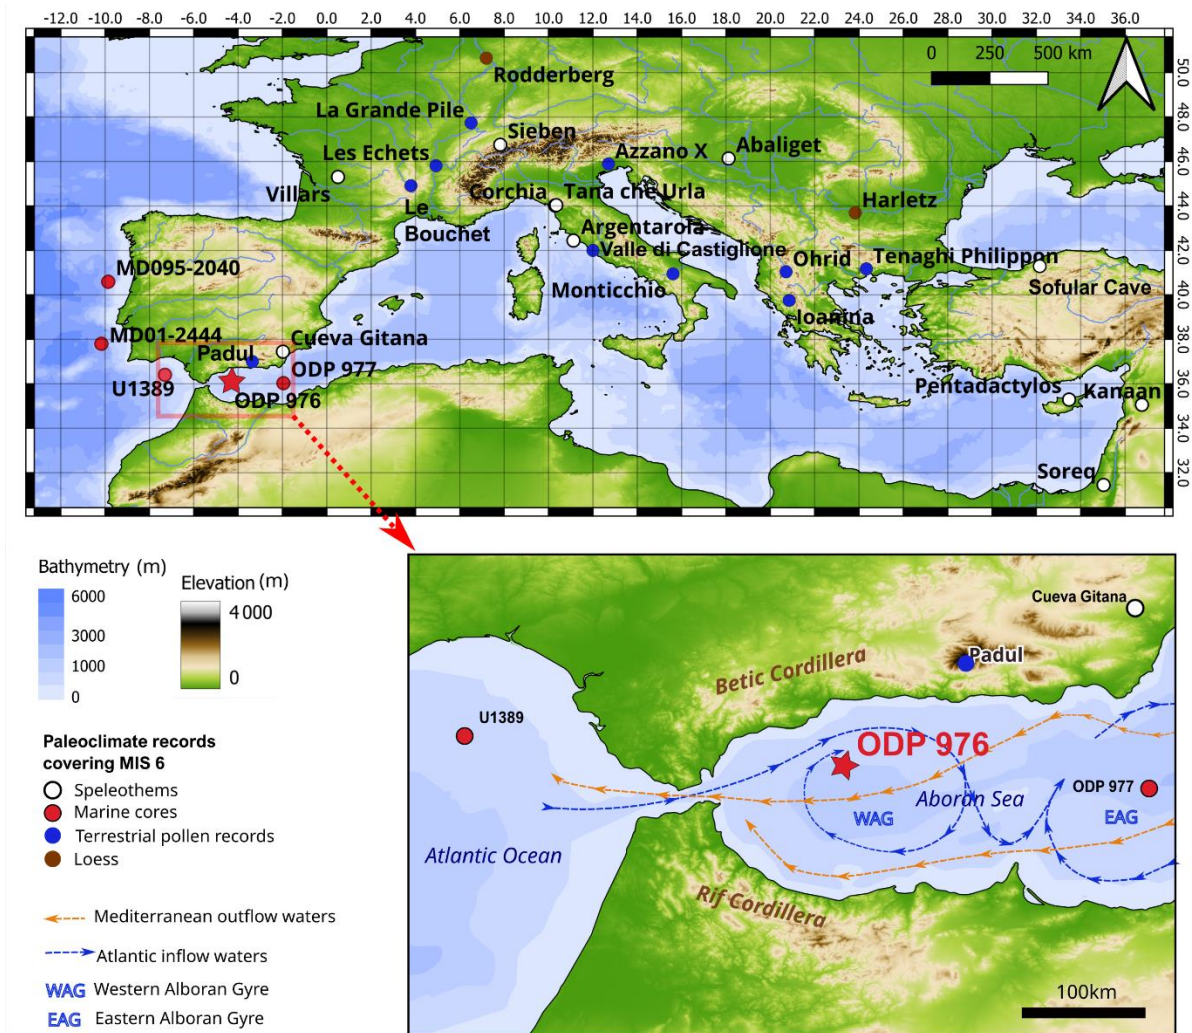 -12.0 -10.0 -8.0 -6.0 -4.0 -2.0 0.0 2.0 4.0 6.0 8.0 10.0 12.0 14.0 16.0 18.0 20.0 22.0 24.0 26.0 28.0 30.0 32.0 34.0 36.0
0 250 500 km
50.0
48.0
46.0
44.0
42.0
40.0
38.0
36.0
34.0
32.0
Rodderberg
La Grande Pile
Sieben
Les Echets
Azzano X
Abaliget
Villars
Corchia
Tana che Urla
Harletz
Le
Bouchet
Argentarola
Valle di Castiglione
Ohrid
Tenaghi Philippon
MD095-2040
Monticchio
Sofular Cave
Ioanina
MD01-2444
Cueva Gitana
Padul
ODP 977
U1389
ODP 976
Pentadactylos
Kanaan
Soreq
Bathymetry (m)
6000
3000
1000
0
Elevation (m)
4 000
0
Paleoclimate records
covering MIS 6
Speleothems
Marine cores
Terrestrial pollen records
Loess
Mediterranean outflow waters
Atlantic inflow waters
WAG Western Alboran Gyre
EAG Eastern Alboran Gyre
Cueva Gitana
Padul
Betic Cordillera
U1389
ODP 976
Aboran Sea
ODP 977
WAG
EAG
Atlantic Ocean
Rif Cordillera
100km